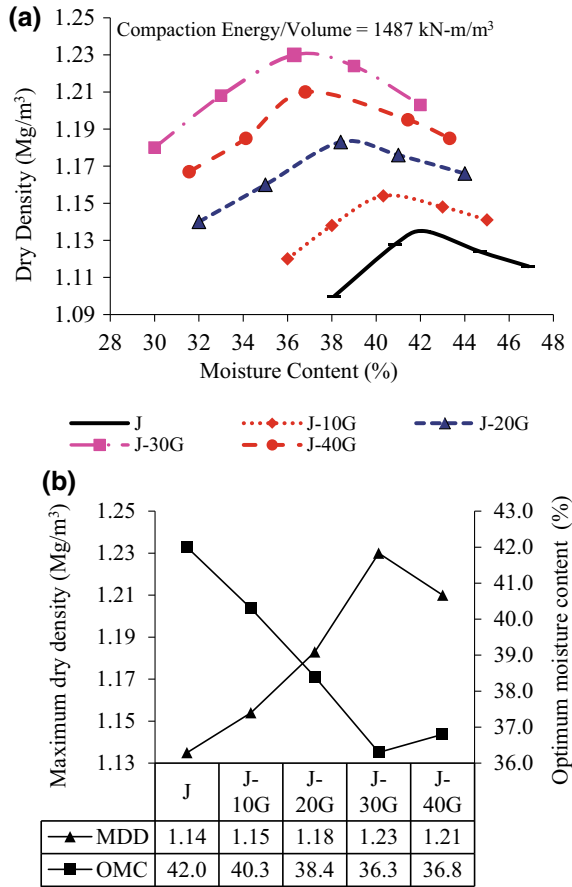 (a)
Compaction Energy/Volume = 1487 kN-m/m³
Dry Density (Mg/m³)
1.25
1.23
1.21
1.19
1.17
1.15
1.13
1.11
1.09
28 30 32 34 36 38 40 42 44 46 48
Moisture Content (%)
J J-10G J-20G
J-30G J-40G
(b)
Maximum dry density (Mg/m³)
1.25
1.23
1.21
1.19
1.17
1.15
1.13
43.0
42.0
41.0
40.0
39.0
38.0
37.0
36.0
Optimum moisture content (%)
J J-10G J-20G J-30G J-40G
MDD 1.14 1.15 1.18 1.23 1.21
OMC 42.0 40.3 38.4 36.3 36.8